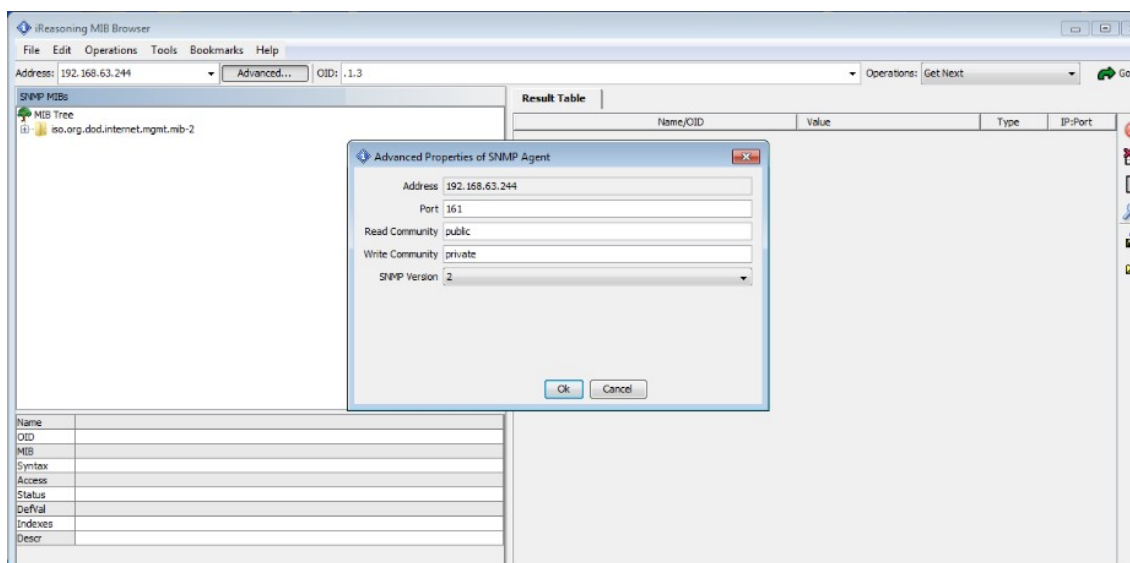 iReasoning MIB Browser
File Edit Operations Tools Bookmarks Help
Address: 192.168.63.244 Advanced... OID: .1.3 Operations: Get Next Go
SNMP MIBs
MIB Tree
iso.org.dod.internet.mgmt.mib-2
Result Table
Name/OID Value Type IP:Port
Advanced Properties of SNMP Agent
Address 192.168.63.244
Port 161
Read Community public
Write Community private
SNMP Version 2
Ok Cancel
Name
OID
MIB
Syntax
Access
Status
DefVal
Indexes
Descr